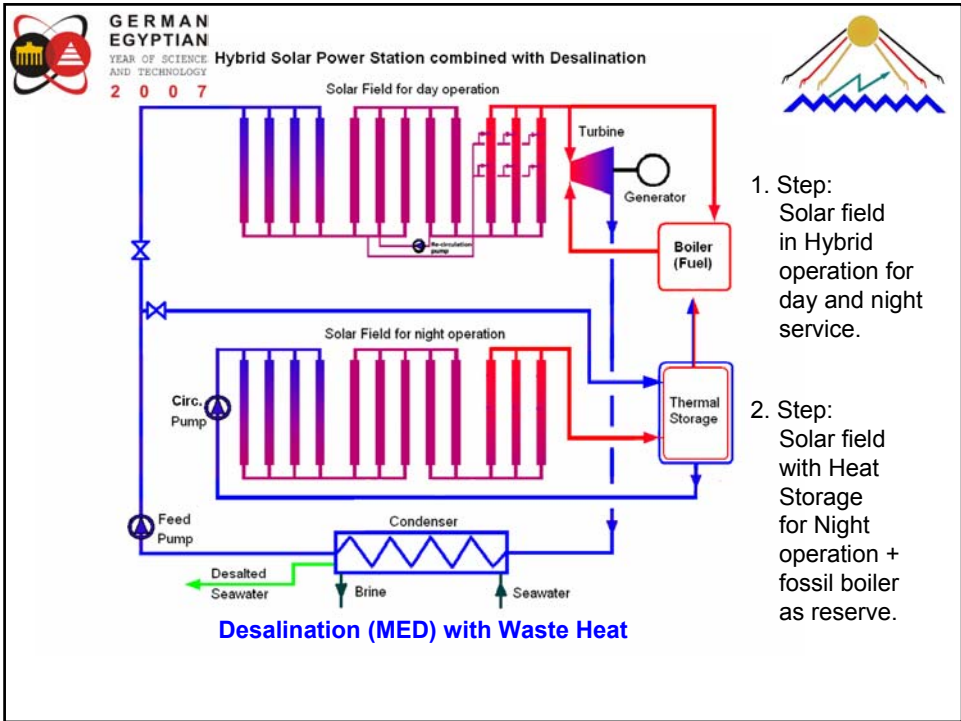 GERMAN
EGYPTIAN
YEAR OF SCIENCE
AND TECHNOLOGY
2 0 0 7
Hybrid Solar Power Station combined with Desalination
Solar Field for day operation
Turbine
Generator
Re-circulation
pump
Boiler
(Fuel)
Solar Field for night operation
Circ.
Pump
Thermal
Storage
Feed
Pump
Condenser
Desalted
Seawater
Brine
Seawater
Desalination (MED) with Waste Heat
1. Step:
Solar field
in Hybrid
operation for
day and night
service.
2. Step:
Solar field
with Heat
Storage
for Night
operation +
fossil boiler
as reserve.